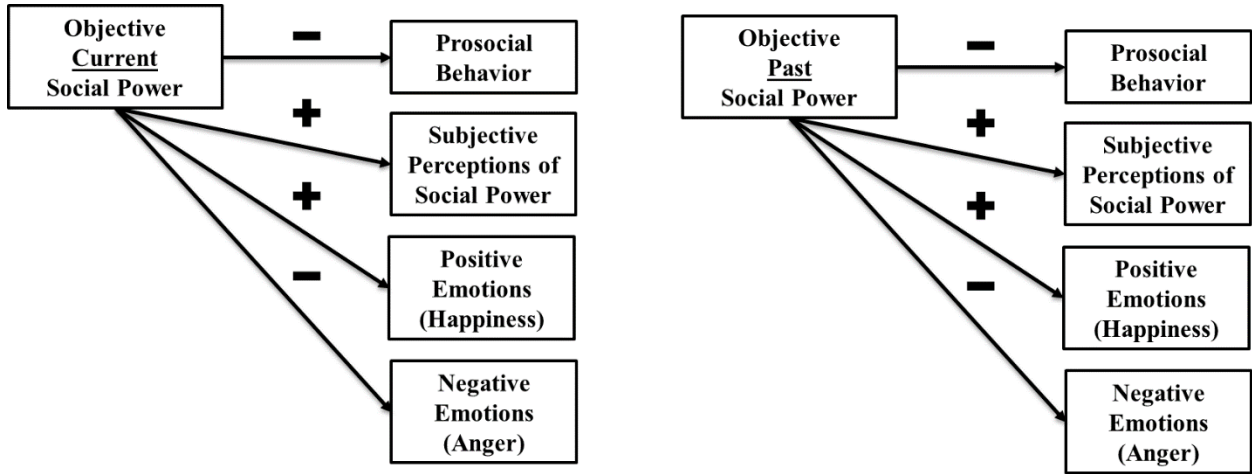 Objective
Current
Social Power
−
Prosocial
Behavior
+
Subjective
Perceptions of
Social Power
+
Positive
Emotions
(Happiness)
−
Negative
Emotions
(Anger)
Objective
Past
Social Power
−
Prosocial
Behavior
+
Subjective
Perceptions of
Social Power
+
Positive
Emotions
(Happiness)
−
Negative
Emotions
(Anger)